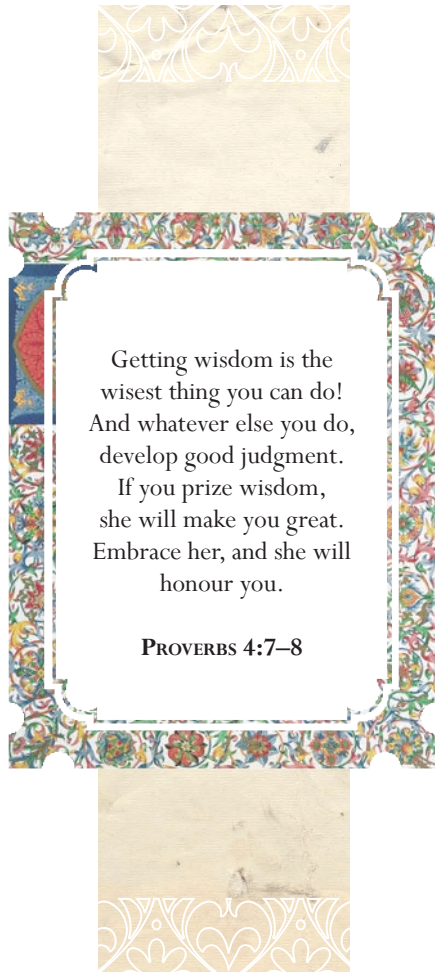 Getting wisdom is the
wisest thing you can do!
And whatever else you do,
develop good judgment.
If you prize wisdom,
she will make you great.
Embrace her, and she will
honour you.
Proverbs 4:7–8